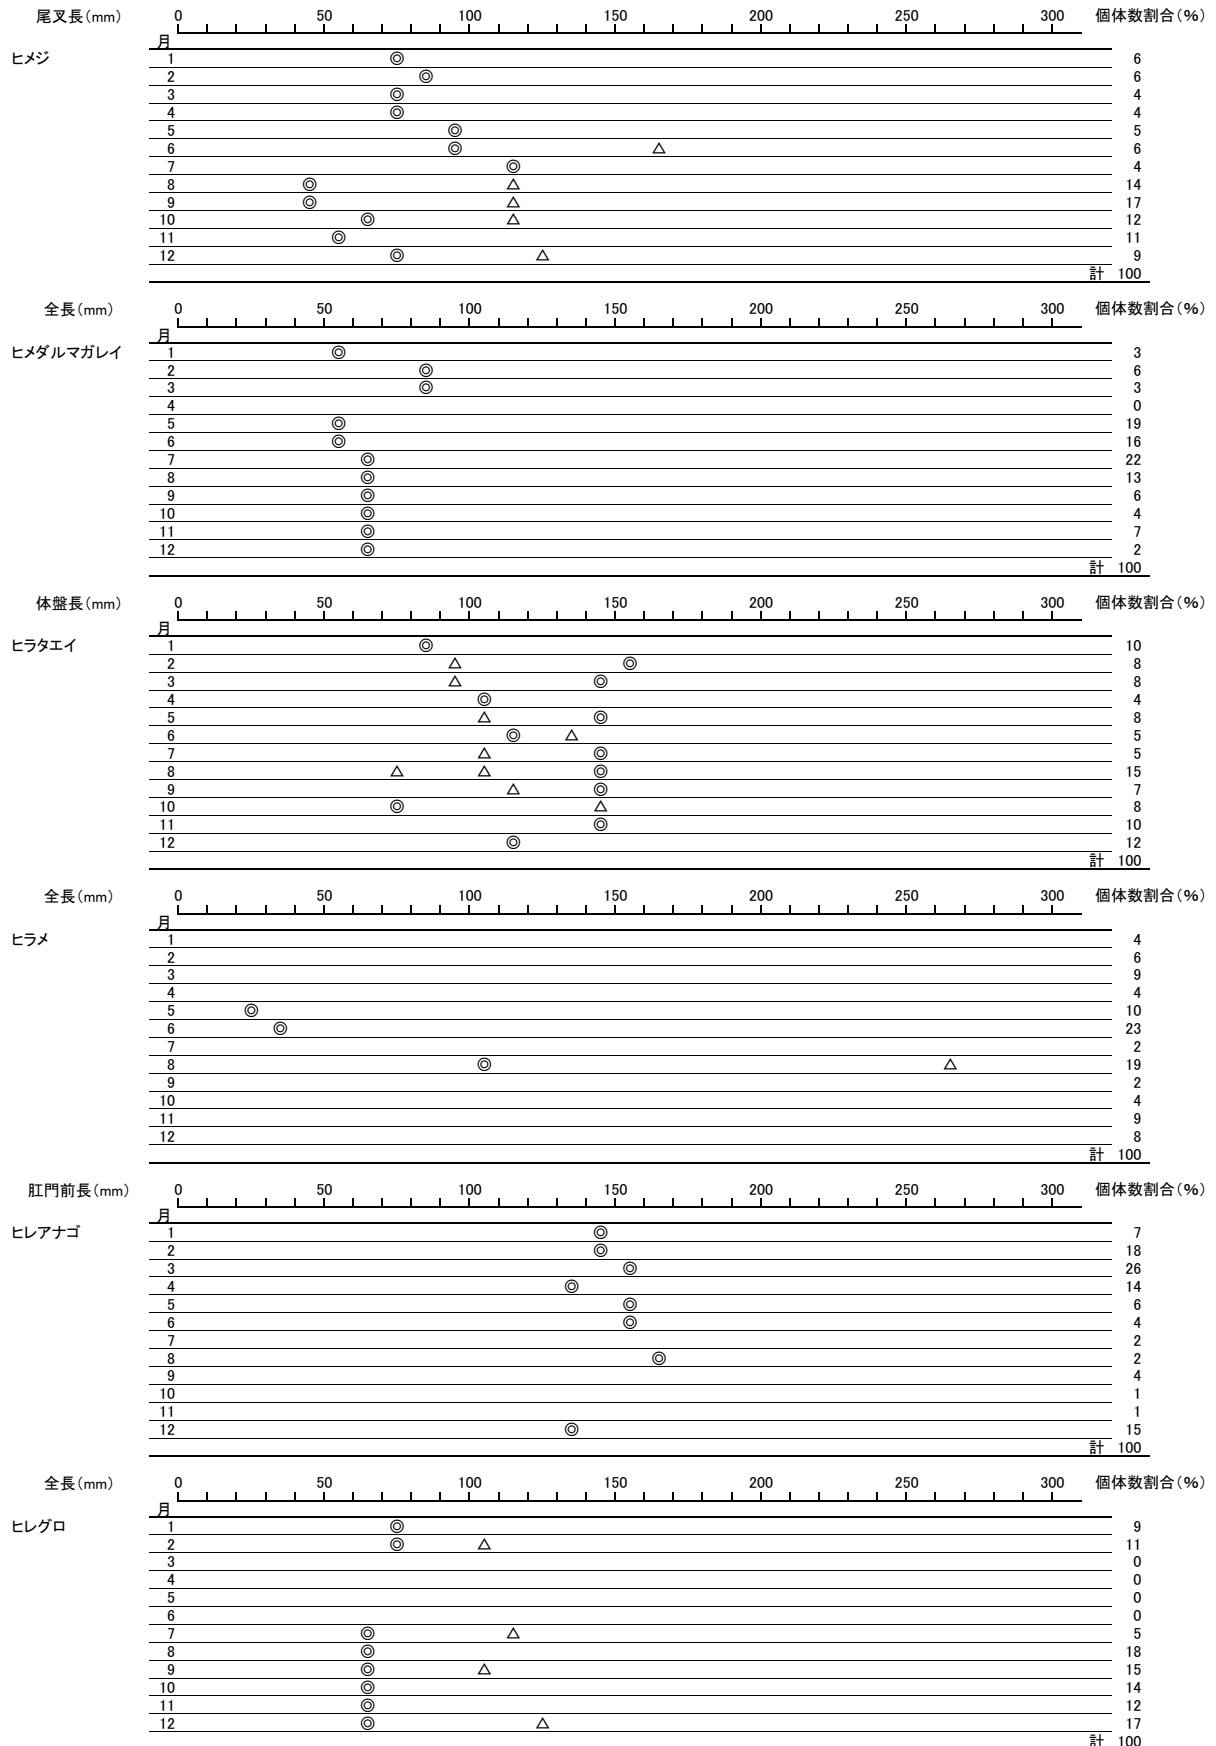 尾叉長(mm) 0 50 100 150 200 250 300 個体数割合(%)
月
ヒメジ 1 ◎ 6
2 ◎ 6
3 ◎ 4
4 ◎ 4
5 ◎ 5
6 ◎ △ 6
7 ◎ 4
8 ◎ △ 14
9 ◎ △ 17
10 ◎ △ 12
11 ◎ 11
12 ◎ △ 9
計 100
全長(mm) 0 50 100 150 200 250 300 個体数割合(%)
月
ヒメダルマガレイ 1 ◎ 3
2 ◎ 6
3 ◎ 3
4 0
5 ◎ 19
6 ◎ 16
7 ◎ 22
8 ◎ 13
9 ◎ 6
10 ◎ 4
11 ◎ 7
12 ◎ 2
計 100
体盤長(mm) 0 50 100 150 200 250 300 個体数割合(%)
月
ヒラタエイ 1 ◎ 10
2 △ ◎ 8
3 △ ◎ 8
4 ◎ 4
5 △ ◎ 8
6 ◎ △ 5
7 △ ◎ 5
8 △ △ ◎ 15
9 △ ◎ 7
10 ◎ △ 8
11 ◎ 10
12 ◎ 12
計 100
全長(mm) 0 50 100 150 200 250 300 個体数割合(%)
月
ヒラメ 1 4
2 6
3 9
4 4
5 ◎ 10
6 ◎ 23
7 2
8 ◎ △ 19
9 2
10 4
11 9
12 8
計 100
肛門前長(mm) 0 50 100 150 200 250 300 個体数割合(%)
月
ヒレアナゴ 1 ◎ 7
2 ◎ 18
3 ◎ 26
4 ◎ 14
5 ◎ 6
6 ◎ 4
7 2
8 ◎ 2
9 4
10 1
11 1
12 ◎ 15
計 100
全長(mm) 0 50 100 150 200 250 300 個体数割合(%)
月
ヒレグロ 1 ◎ 9
2 ◎ △ 11
3 0
4 0
5 0
6 0
7 ◎ △ 5
8 ◎ 18
9 ◎ △ 15
10 ◎ 14
11 ◎ 12
12 ◎ △ 17
計 100